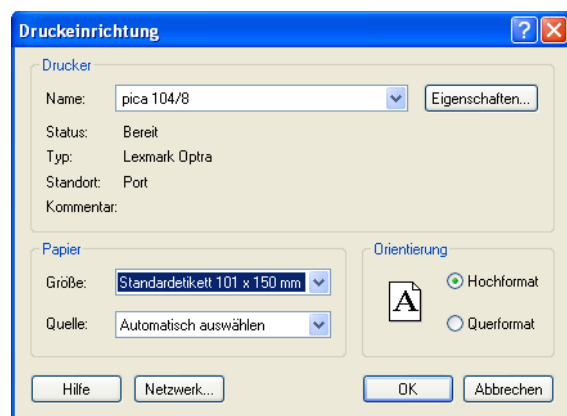 Druckeinrichtung
Drucker
Name: pica 104/8 Eigenschaften...
Status: Bereit
Typ: Lexmark Optra
Standort: Port
Kommentar:
Papier
Größe: Standardetikett 101 x 150 mm
Quelle: Automatisch auswählen
Orientierung
A
Hochformat
Querformat
Hilfe Netzwerk... OK Abbrechen